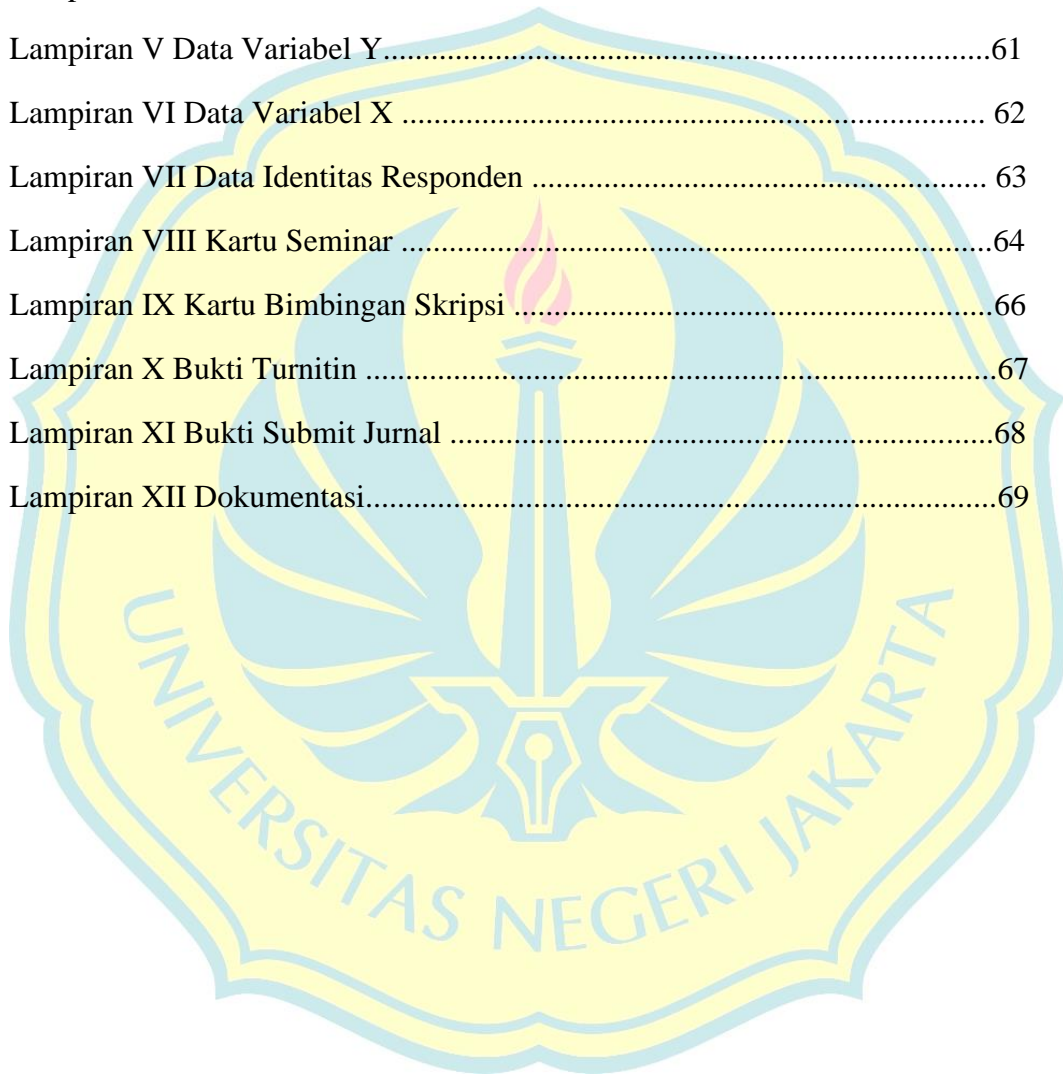 Lampiran V Data Variabel Y...........................................................................61
Lampiran VI Data Variabel X ........................................................................ 62
Lampiran VII Data Identitas Responden ........................................................ 63
Lampiran VIII Kartu Seminar .........................................................................64
Lampiran IX Kartu Bimbingan Skripsi ...........................................................66
Lampiran X Bukti Turnitin ..............................................................................67
Lampiran XI Bukti Submit Jurnal ...................................................................68
Lampiran XII Dokumentasi..............................................................................69
UNIVERSITAS NEGERI JAKARTA